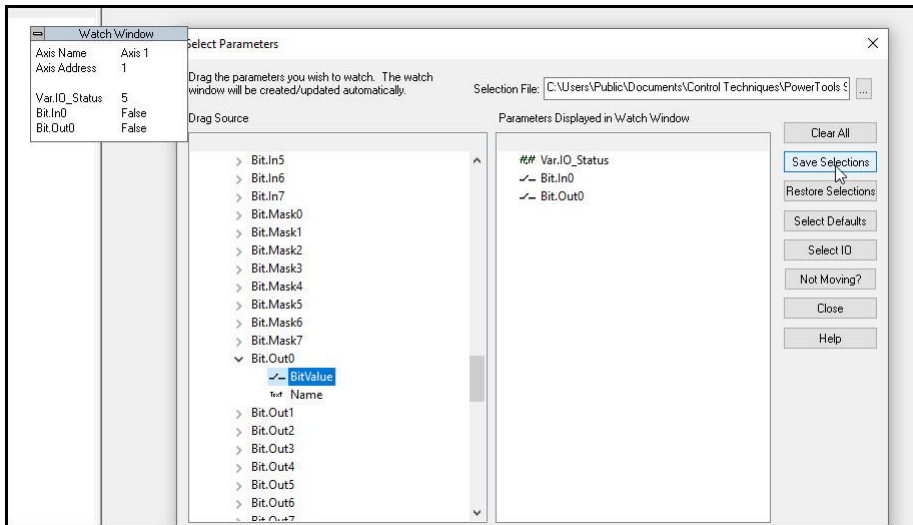 Watch Window
Axis Name Axis 1
Axis Address 1
Var.IO_Status 5
Bit.In0 False
Bit.Out0 False
Select Parameters
Drag the parameters you wish to watch. The watch
window will be created/updated automatically.
Selection File: C:\Users\Public\Documents\Control Techniques\PowerTools S
...
Drag Source
Bit.In5
Bit.In6
Bit.In7
Bit.Mask0
Bit.Mask1
Bit.Mask2
Bit.Mask3
Bit.Mask4
Bit.Mask5
Bit.Mask6
Bit.Mask7
Bit.Out0
BitValue
Text Name
Bit.Out1
Bit.Out2
Bit.Out3
Bit.Out4
Bit.Out5
Bit.Out6
Bit.Out7
Parameters Displayed in Watch Window
#.# Var.IO_Status
Bit.In0
Bit.Out0
Clear All
Save Selections
Restore Selections
Select Defaults
Select IO
Not Moving?
Close
Help